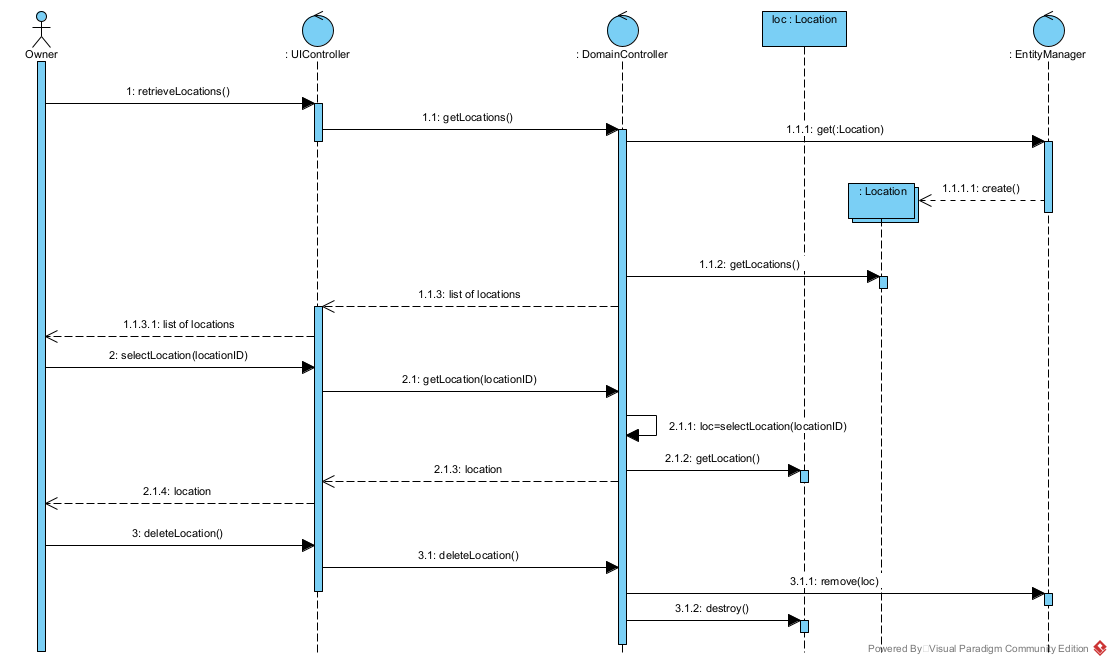 loc : Location
Owner
: UIController
: DomainController
: EntityManager
1: retrieveLocations()
1.1: getLocations()
1.1.1: get(:Location)
: Location
1.1.1.1: create()
1.1.2: getLocations()
1.1.3: list of locations
1.1.3.1: list of locations
2: selectLocation(locationID)
2.1: getLocation(locationID)
2.1.1: loc=selectLocation(locationID)
2.1.2: getLocation()
2.1.3: location
2.1.4: location
3: deleteLocation()
3.1: deleteLocation()
3.1.1: remove(loc)
3.1.2: destroy()
Powered By Visual Paradigm Community Edition